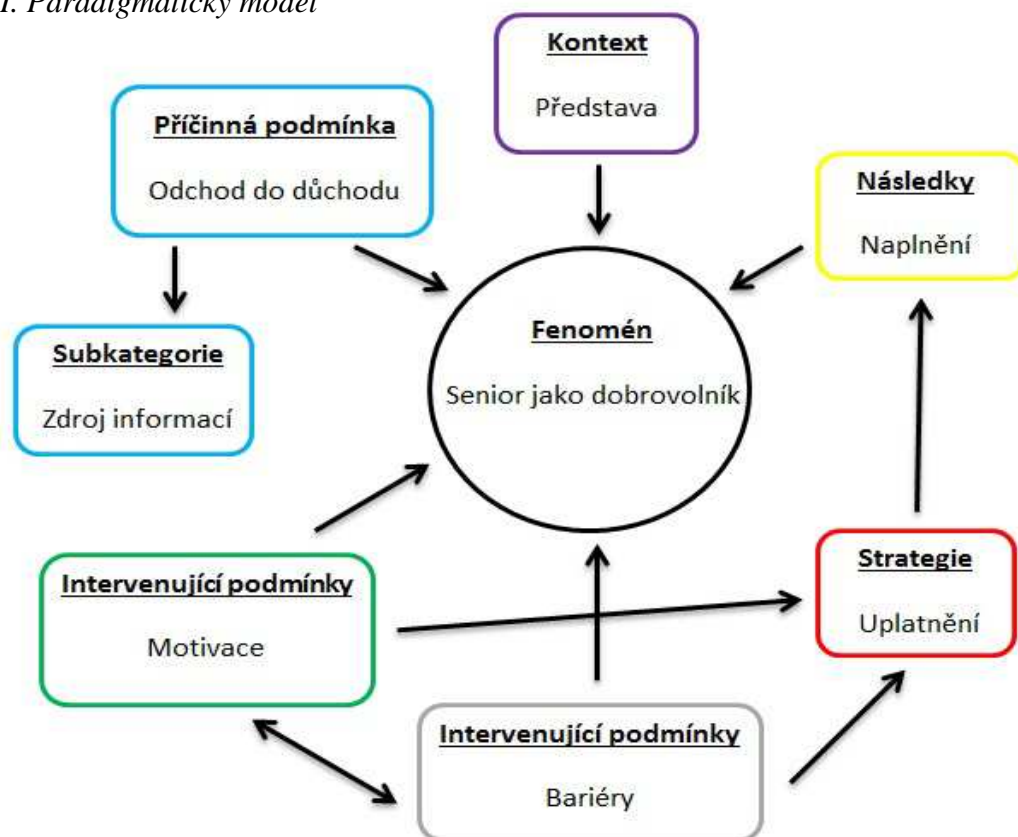 I. Paradigmatický model
Kontext
Představa
Příčinná podmínka
Odchod do důchodu
Následky
Naplnění
Subkategorie
Zdroj informací
Fenomén
Senior jako dobrovolník
Intervenující podmínky
Motivace
Strategie
Uplatnění
Intervenující podmínky
Bariéry